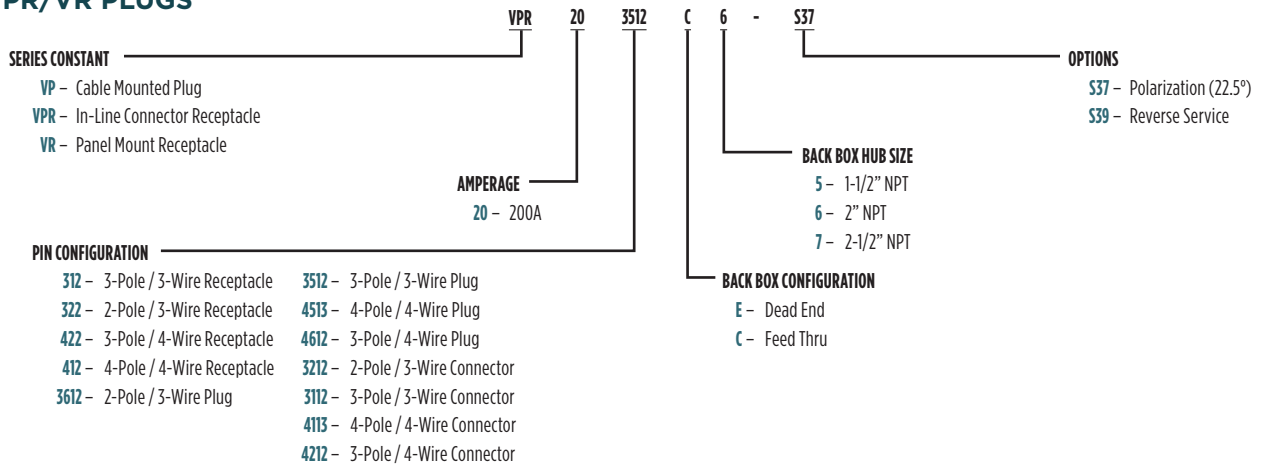 PR/VR PLUGS
VPR 20 3512 C 6 - S37
SERIES CONSTANT
VP – Cable Mounted Plug
VPR – In-Line Connector Receptacle
VR – Panel Mount Receptacle
OPTIONS
S37 – Polarization (22.5°)
S39 – Reverse Service
BACK BOX HUB SIZE
5 – 1-1/2” NPT
6 – 2” NPT
7 – 2-1/2” NPT
AMPERAGE
20 – 200A
PIN CONFIGURATION
312 – 3-Pole / 3-Wire Receptacle
322 – 2-Pole / 3-Wire Receptacle
422 – 3-Pole / 4-Wire Receptacle
412 – 4-Pole / 4-Wire Receptacle
3612 – 2-Pole / 3-Wire Plug
3512 – 3-Pole / 3-Wire Plug
4513 – 4-Pole / 4-Wire Plug
4612 – 3-Pole / 4-Wire Plug
3212 – 2-Pole / 3-Wire Connector
3112 – 3-Pole / 3-Wire Connector
4113 – 4-Pole / 4-Wire Connector
4212 – 3-Pole / 4-Wire Connector
BACK BOX CONFIGURATION
E – Dead End
C – Feed Thru